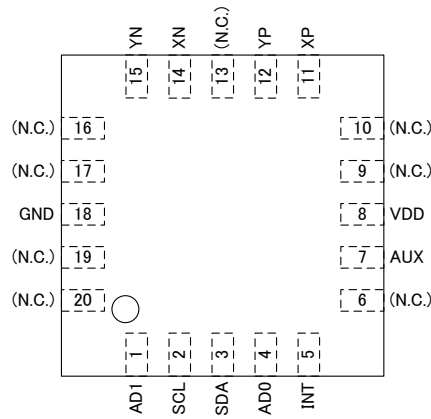 YN XN (N.C.) YP XP
15 14 13 12 11
(N.C.) 16 10 (N.C.)
(N.C.) 17 9 (N.C.)
GND 18 8 VDD
(N.C.) 19 7 AUX
(N.C.) 20 6 (N.C.)
1 2 3 4 5
AD1 SCL SDA AD0 INT